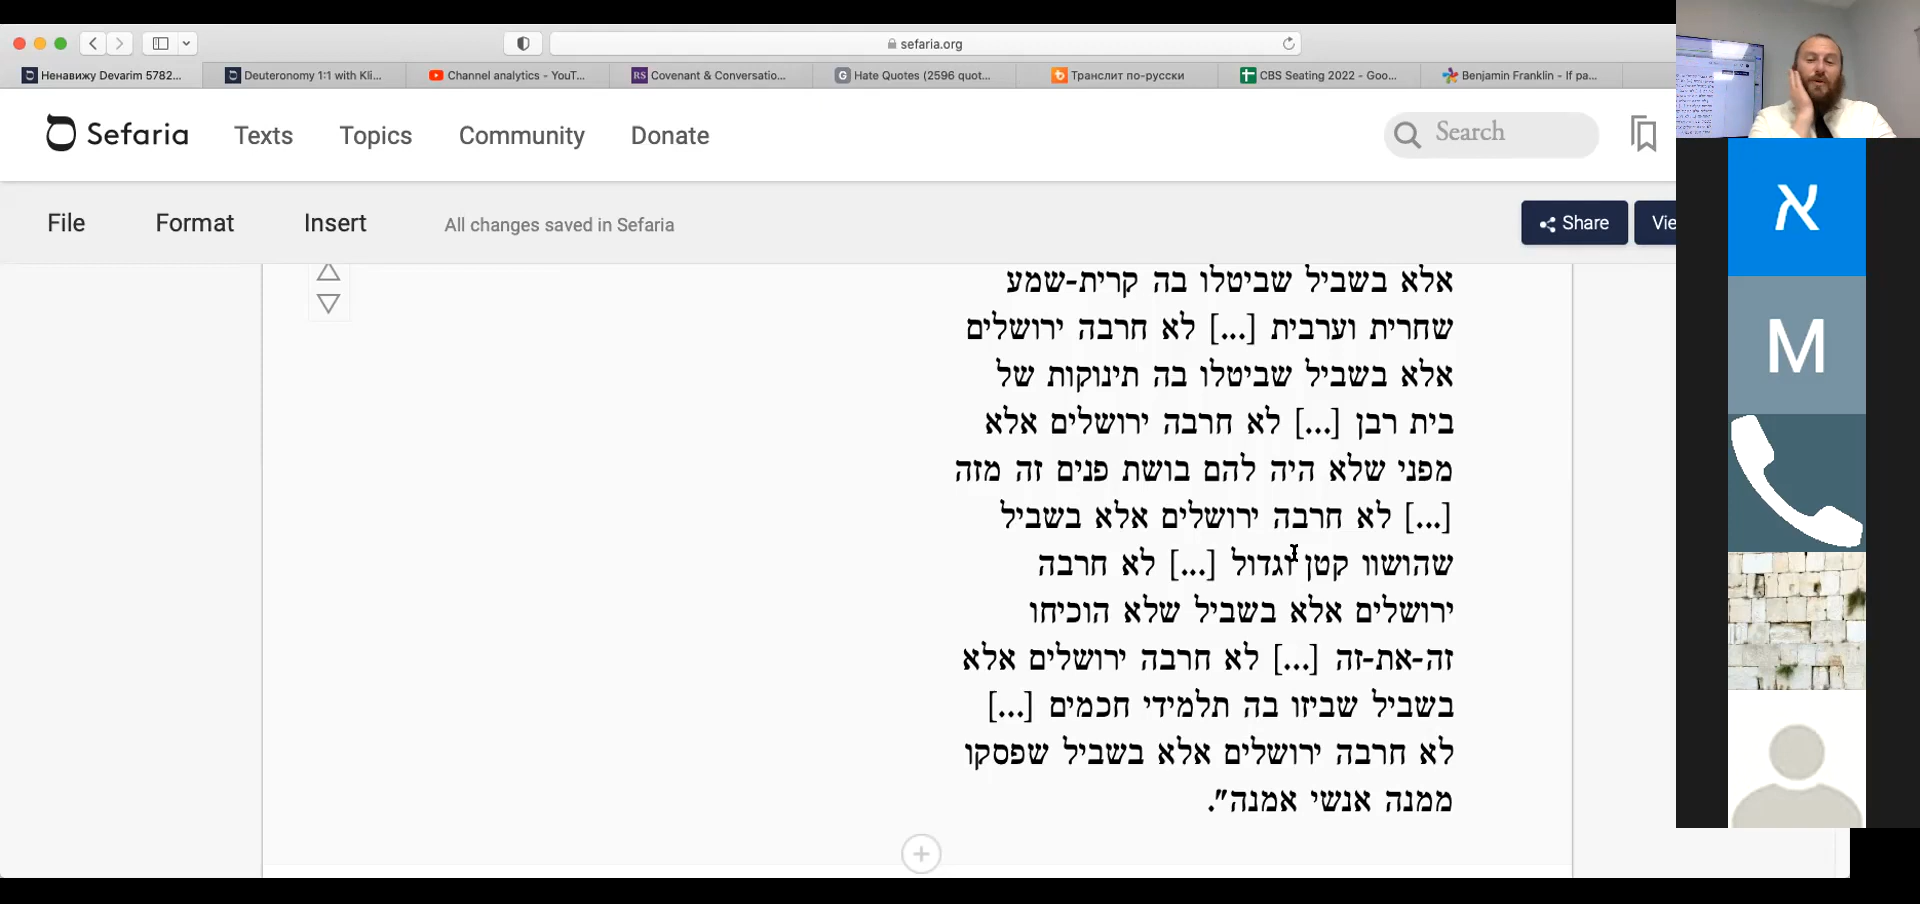 sefaria.org
Ненавижу Devarim 5782...
Deuteronomy 1:1 with Kli...
Channel analytics - YouT...
RS Covenant & Conversatio...
G Hate Quotes (2596 quot...
Транслит по-русски
CBS Seating 2022 - Goo...
Benjamin Franklin - If pa...
Sefaria Texts Topics Community Donate Search
File Format Insert All changes saved in Sefaria Share Vie
אלא בשביל שביטלו בה קרית-שמע
שחרית וערבית [...] לא חרבה ירושלים
אלא בשביל שביטלו בה תינוקות של
בית רבן [...] לא חרבה ירושלים אלא
מפני שלא היה להם בושת פנים זה מזה
[...] לא חרבה ירושלים אלא בשביל
שהושוו קטן וגדול [...] לא חרבה
ירושלים אלא בשביל שלא הוכיחו
זה-את-זה [...] לא חרבה ירושלים אלא
בשביל שביזו בה תלמידי חכמים [...]
לא חרבה ירושלים אלא בשביל שפסקו
ממנה אנשי אמנה".
א
M